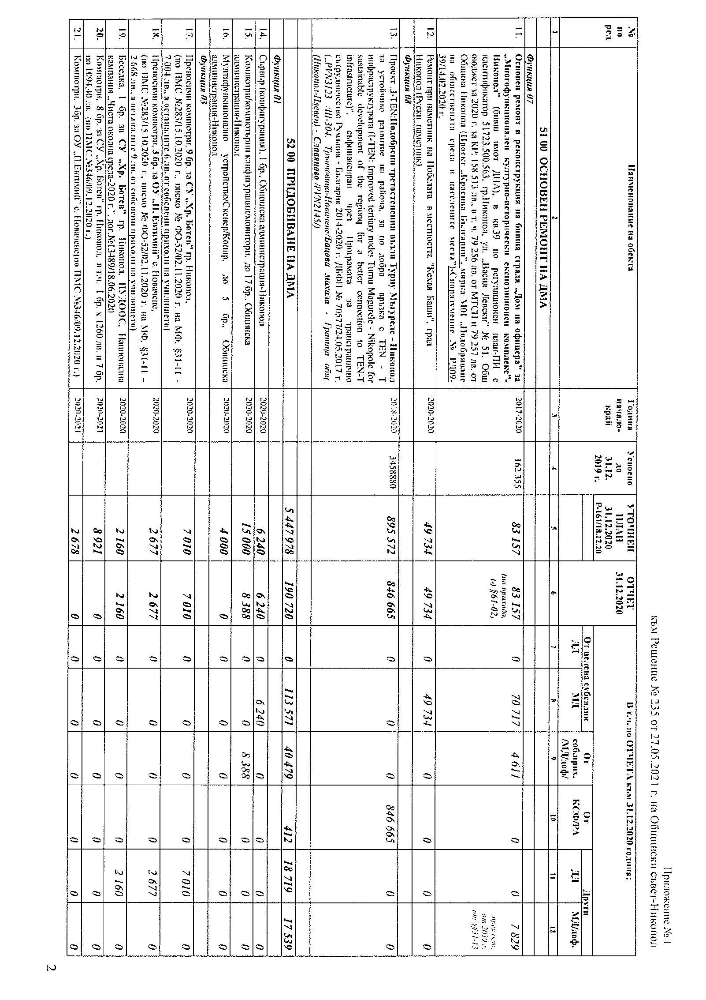 Приложение № 1
към Решение № 235 от 27.05.2021 г. на Общински съвет-Никопол
№ по ред
Наименование на обекта
Година начало-край
Усвоено до 31.12. 2019 г.
УТОЧНЕН ПЛАН 31.12.2020 Р-161/18.12.20
ОТЧЕТ 31.12.2020
В т.ч. по ОТЧЕТА към 31.12.2020 година:
От целева субсидия
ДД
МД
От соб.прих. /МД/доф/
От КСФ/РА
Други
ДД
МД/доф.
1 2 3 4 5 6 7 8 9 10 11 12
51 00 ОСНОВЕН РЕМОНТ НА ДМА
Функция 07
11.
Основен ремонт и реконструкция на бивша сграда „Дом на офицера" за
„Многофункционален културно-исторически експозиционен комплекс"-
Никопол" (бивш имот ДНА), в кв.39 по регулационен план-ПИ с
идентификатор 51723.500.563, гр.Никопол, ул. „Васил Левски" № 51. Общ
бюджет за 2020 г. за КР: 158 513 лв., в т. ч. 79 256 лв. от МТСП и 79 257 лв. от
Община Никопол (Проект „Красива България", мярка М01 „Подобряване
на обществената среда в населените места")-Споразумение № РД09-
39/14.02.2020 г.
2017-2020 162 355 83 157 83 157 0 70 717 4 611 0 0 7 829
(по прихода, (-) §61-02)
прех.ост. от 2019 г. от §§31-13
12.
Ремонт при паметник на Победата в местността "Кехая Баши", град
Никопол (Руски паметник)
2020-2020 49 734 49 734 0 49 734 0 0 0 0
Функция 08
13.
Проект „I-TEN:Подобрени третостепенни възли Турну Мъгуреле - Никопол
за устойчиво развитие на района, за по добра връзка с TEN - T
инфраструктурата (I-TEN: Improved tertiary nodes Turnu Magurele - Nikopole for
sustainable development of the regionq for a better connection to TEN-T
infrastructure)", съфинансиран чрез Програмата за трансгранично
сътрудничество Румъния - България 2014-2020 г. ДБФП № 70577/24.05.2017 г.
(„PVN3123 /III-304, Трънковица-Новачене/Бацова махала - Граница общ.
(Никопол-Плевен) – Славяново /PVN2145/)
2018-2020 3458880 895 572 846 665 0 0 0 846 665 0 0
52 00 ПРИДОБИВАНЕ НА ДМА
5 447 978 190 720 0 113 571 40 479 412 18 719 17 539
Функция 01
14.
Сървър (конфигурация), 1 бр., Общинска администрация-Никопол
2020-2020 6 240 6 240 0 6 240 0 0 0 0
15.
Компютри/компютърни конфигурации/монитори, до 17 бр., Общинска
администрация-Никопол
2020-2020 15 000 8 388 0 0 8 388 0 0 0
16.
Мултифункционално устройство/Скенер/Копир, до 5 бр., Общинска
администрация-Никопол
2020-2020 4 000 0 0 0 0 0 0 0
Функция 03
17.
Преносими компютри, 9 бр. за СУ „Хр. Ботев" гр. Никопол,
(по ПМС №283/15.10.2020 г., писмо № ФО-52/02.11.2020 г. на МФ, §31-11 -
7 004 лв., а останалите 6 лв. от собствени приходи на училището)
2020-2020 7 010 7 010 0 0 0 0 7 010 0
18.
Преносими компютри, 3 бр. за ОУ „П. Евтимий" с. Новачене,
(по ПМС №283/15.10.2020 г., писмо № ФО-52/02.11.2020 г. на МФ, §31-11 –
2 668 лв., а останалите 9 лв. от собствени приходи на училището)
2020-2020 2 677 2 677 0 0 0 0 2 677 0
19.
Беседка, 1 бр. за СУ „Хр. Ботев" гр. Никопол, ПУДООС, Национална
кампания „Чиста околна среда-2020 г.", дог.№13489/18.06.2020
2020-2020 2 160 2 160 0 0 0 0 2 160 0
20.
Компютри, 8 бр. за СУ „Хр. Ботев" гр. Никопол, в т.ч. 1 бр. х 1260 лв. и 7 бр.
по 1094,40 лв. (по ПМС №346/09.12.2020 г.)
2020-2021 8 921 0 0 0 0 0 0 0
21.
Компютри, 3бр. за ОУ „П.Евтимий" с. Новачене(по ПМС №346/09.12.2020 г.)
2020-2021 2 678 0 0 0 0 0 0 0
2